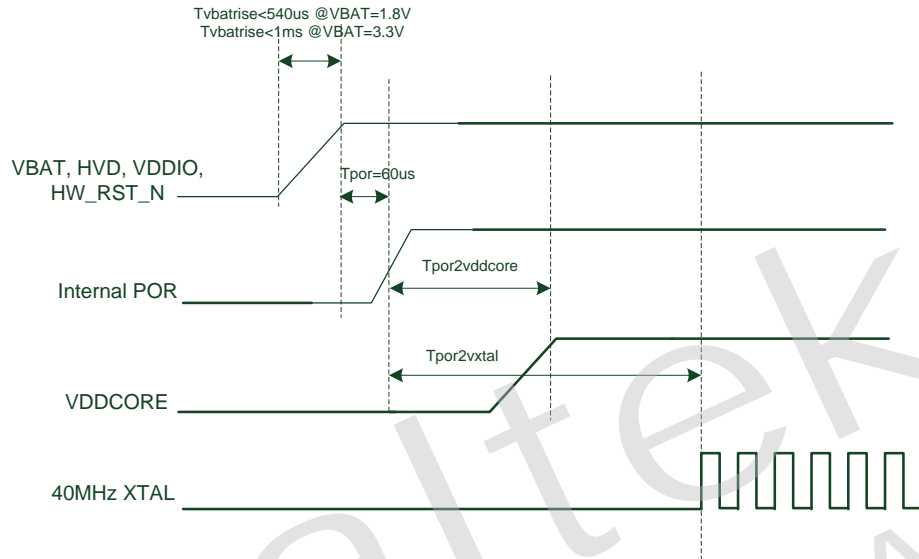 Tvbatrise<540us @VBAT=1.8V
Tvbatrise<1ms @VBAT=3.3V
VBAT, HVD, VDDIO,
HW_RST_N
Tpor=60us
Internal POR
Tpor2vddcore
Tpor2vxtal
VDDCORE
40MHz XTAL
altek